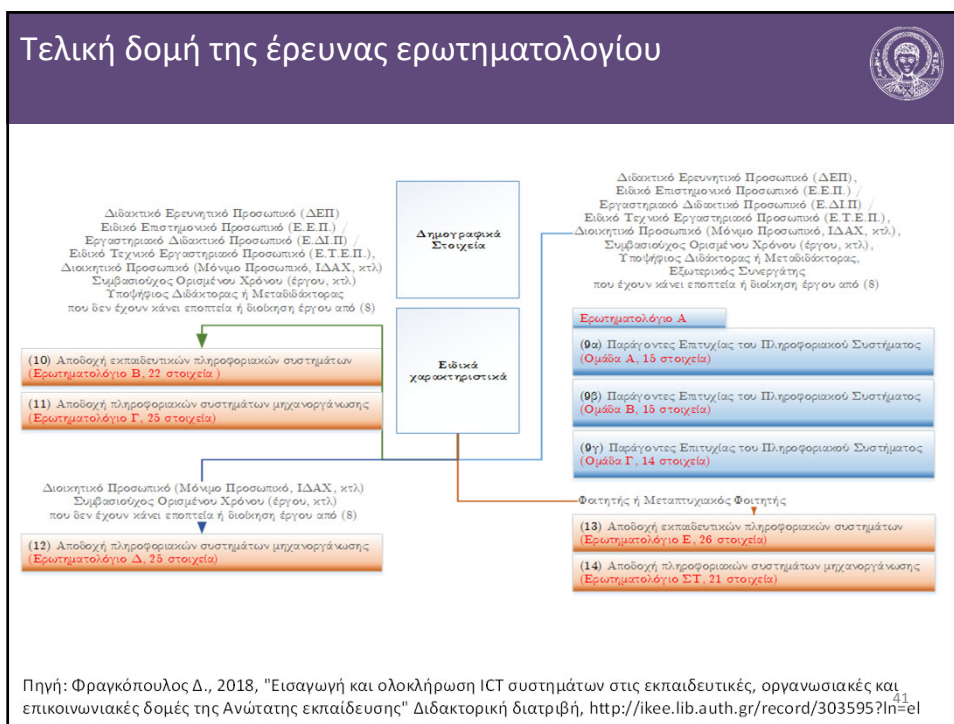 Τελική δομή της έρευνας ερωτηματολογίου
Διδακτικό Ερευνητικό Προσωπικό (ΔΕΠ)
Ειδικό Επιστημονικό Προσωπικό (Ε.Ε.Π.) /
Εργαστηριακό Διδακτικό Προσωπικό (Ε.ΔΙ.Π) /
Ειδικό Τεχνικό Εργαστηριακό Προσωπικό (Ε.Τ.Ε.Π.),
Διοικητικό Προσωπικό (Μόνιμο Προσωπικό, ΙΔΑΧ, κτλ)
Συμβασιούχος Ορισμένου Χρόνου (έργου, κτλ)
Υποψήφιος Διδάκτορας ή Μεταδιδάκτορας
που δεν έχουν κάνει εποπτεία ή διοίκηση έργου από (8)
(10) Αποδοχή εκπαιδευτικών πληροφοριακών συστημάτων
(Ερωτηματολόγιο Β, 22 στοιχεία )
(11) Αποδοχή πληροφοριακών συστημάτων μηχανοργάνωσης
(Ερωτηματολόγιο Γ, 25 στοιχεία)
Διοικητικό Προσωπικό (Μόνιμο Προσωπικό, ΙΔΑΧ, κτλ)
Συμβασιούχος Ορισμένου Χρόνου (έργου, κτλ)
που δεν έχουν κάνει εποπτεία ή διοίκηση έργου από (8)
(12) Αποδοχή πληροφοριακών συστημάτων μηχανοργάνωσης
(Ερωτηματολόγιο Δ, 25 στοιχεία)
Δημογραφικά
Στοιχεία
Ειδικά
χαρακτηριστικά
Διδακτικό Ερευνητικό Προσωπικό (ΔΕΠ),
Ειδικό Επιστημονικό Προσωπικό (Ε.Ε.Π.) /
Εργαστηριακό Διδακτικό Προσωπικό (Ε.ΔΙ.Π) /
Ειδικό Τεχνικό Εργαστηριακό Προσωπικό (Ε.Τ.Ε.Π.),
Διοικητικό Προσωπικό (Μόνιμο Προσωπικό, ΙΔΑΧ, κτλ),
Συμβασιούχος Ορισμένου Χρόνου (έργου, κτλ),
Υποψήφιος Διδάκτορας ή Μεταδιδάκτορας,
Εξωτερικός Συνεργάτης
που έχουν κάνει εποπτεία ή διοίκηση έργου από (8)
Ερωτηματολόγιο Α
(9α) Παράγοντες Επιτυχίας του Πληροφοριακού Συστήματος
(Ομάδα Α, 15 στοιχεία)
(9β) Παράγοντες Επιτυχίας του Πληροφοριακού Συστήματος
(Ομάδα Β, 15 στοιχεία)
(9γ) Παράγοντες Επιτυχίας του Πληροφοριακού Συστήματος
(Ομάδα Γ, 14 στοιχεία)
Φοιτητής ή Μεταπτυχιακός Φοιτητής
(13) Αποδοχή εκπαιδευτικών πληροφοριακών συστημάτων
(Ερωτηματολόγιο Ε, 26 στοιχεία)
(14) Αποδοχή πληροφοριακών συστημάτων μηχανοργάνωσης
(Ερωτηματολόγιο ΣΤ, 21 στοιχεία)
Πηγή: Φραγκόπουλος Δ., 2018, "Εισαγωγή και ολοκλήρωση ICT συστημάτων στις εκπαιδευτικές, οργανωσιακές και
επικοινωνιακές δομές της Ανώτατης εκπαίδευσης" Διδακτορική διατριβή, http://ikee.lib.auth.gr/record/303595?ln=el
41